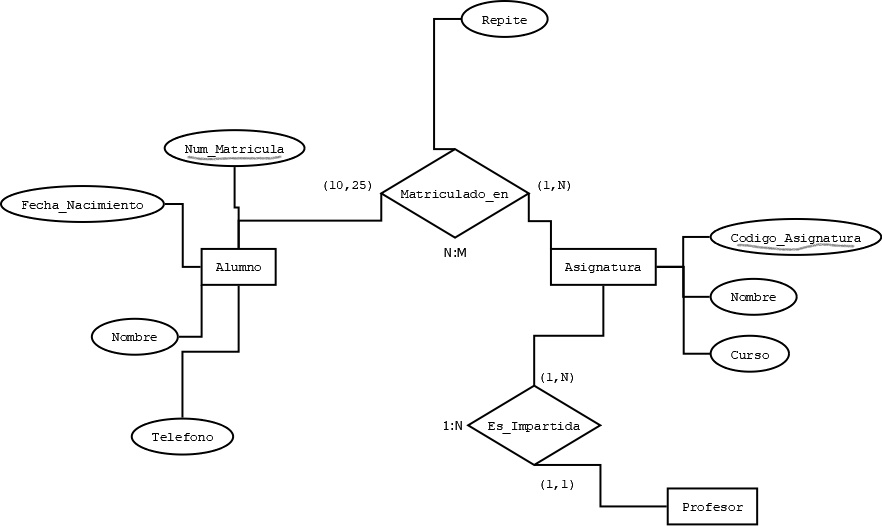 Repite
Num_Matricula
Fecha_Nacimiento
(10,25)
Matriculado_en
(1,N)
N:M
Codigo_Asignatura
Alumno
Asignatura
Nombre
Nombre
Curso
(1,N)
Telefono
1:N
Es_Impartida
(1,1)
Profesor